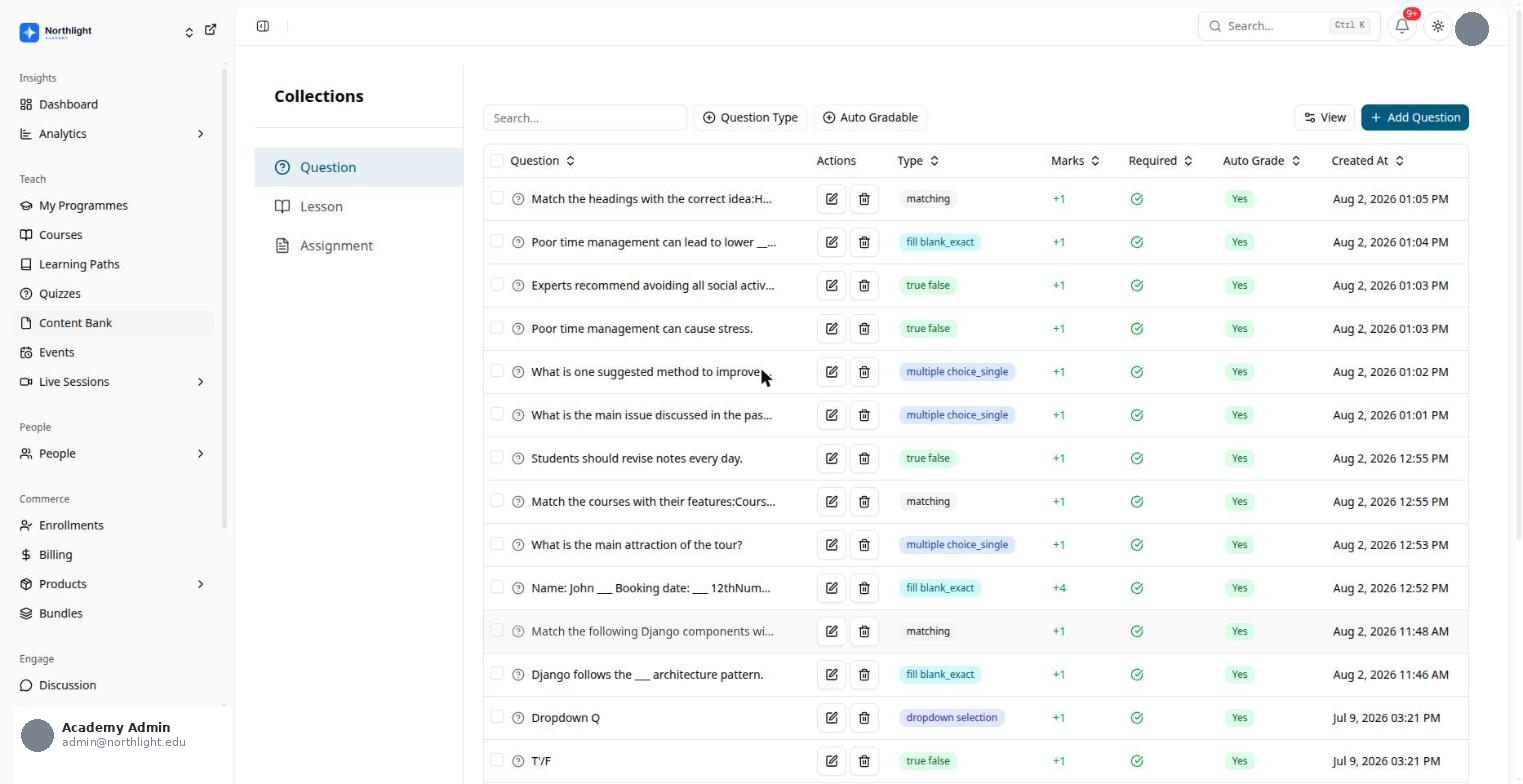 Northlight
ACADEMY
Search...
Ctrl K
9+
Insights
Dashboard
Analytics
Teach
My Programmes
Courses
Learning Paths
Quizzes
Content Bank
Events
Live Sessions
People
People
Commerce
Enrollments
Billing
Products
Bundles
Engage
Discussion
Academy Admin
admin@northlight.edu
Collections
Question
Lesson
Assignment
Search...
Question Type
Auto Gradable
View
Add Question
Question Actions Type Marks Required Auto Grade Created At
Match the headings with the correct idea:H... matching +1 Yes Aug 2, 2026 01:05 PM
Poor time management can lead to lower __... fill blank_exact +1 Yes Aug 2, 2026 01:04 PM
Experts recommend avoiding all social activ... true false +1 Yes Aug 2, 2026 01:03 PM
Poor time management can cause stress. true false +1 Yes Aug 2, 2026 01:03 PM
What is one suggested method to improve... multiple choice_single +1 Yes Aug 2, 2026 01:02 PM
What is the main issue discussed in the pas... multiple choice_single +1 Yes Aug 2, 2026 01:01 PM
Students should revise notes every day. true false +1 Yes Aug 2, 2026 12:55 PM
Match the courses with their features:Cours... matching +1 Yes Aug 2, 2026 12:55 PM
What is the main attraction of the tour? multiple choice_single +1 Yes Aug 2, 2026 12:53 PM
Name: John ___ Booking date: ___ 12thNum... fill blank_exact +4 Yes Aug 2, 2026 12:52 PM
Match the following Django components wi... matching +1 Yes Aug 2, 2026 11:48 AM
Django follows the ___ architecture pattern. fill blank_exact +1 Yes Aug 2, 2026 11:46 AM
Dropdown Q dropdown selection +1 Yes Jul 9, 2026 03:21 PM
T'/F true false +1 Yes Jul 9, 2026 03:21 PM